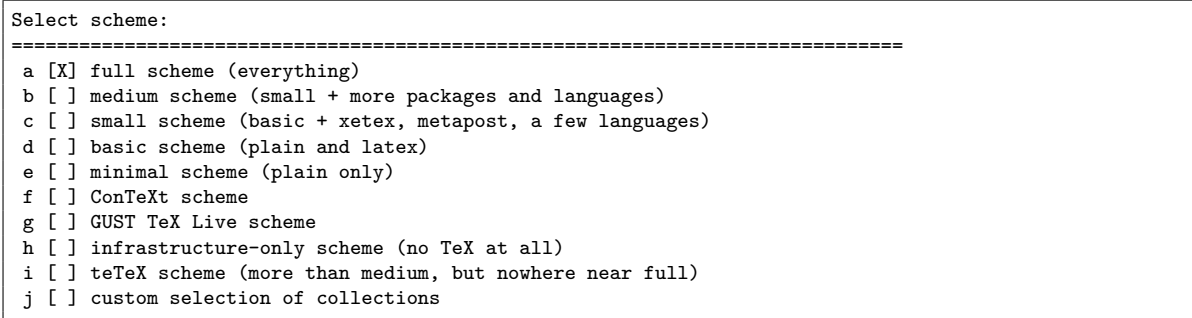 Select scheme:
===============================================================================
a [X] full scheme (everything)
b [ ] medium scheme (small + more packages and languages)
c [ ] small scheme (basic + xetex, metapost, a few languages)
d [ ] basic scheme (plain and latex)
e [ ] minimal scheme (plain only)
f [ ] ConTeXt scheme
g [ ] GUST TeX Live scheme
h [ ] infrastructure-only scheme (no TeX at all)
i [ ] teTeX scheme (more than medium, but nowhere near full)
j [ ] custom selection of collections